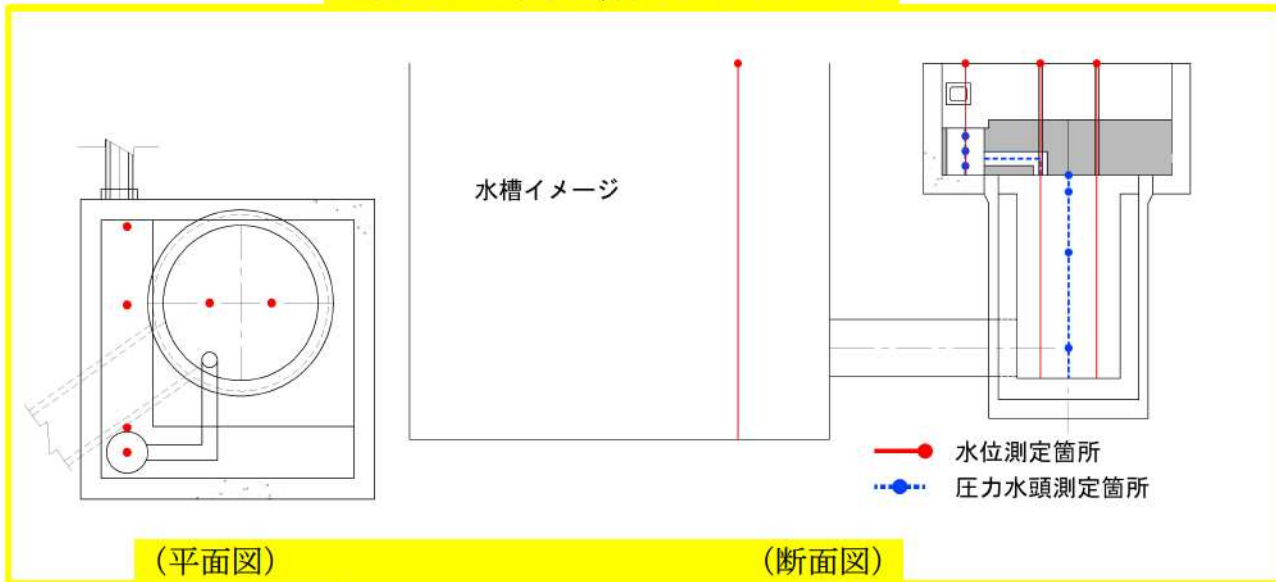 水槽イメージ
水位測定箇所
圧力水頭測定箇所
（平面図）
（断面図）